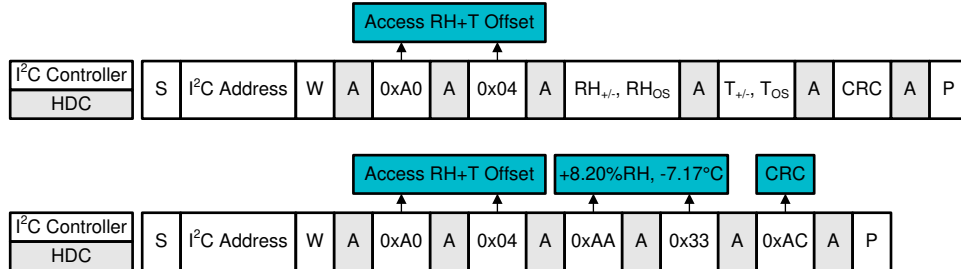 Access RH+T Offset
I²C Controller
HDC
S I²C Address W A 0xA0 A 0x04 A RH+/-, RHOS A T+/-, TOS A CRC A P
Access RH+T Offset +8.20%RH, -7.17°C CRC
I²C Controller
HDC
S I²C Address W A 0xA0 A 0x04 A 0xAA A 0x33 A 0xAC A P